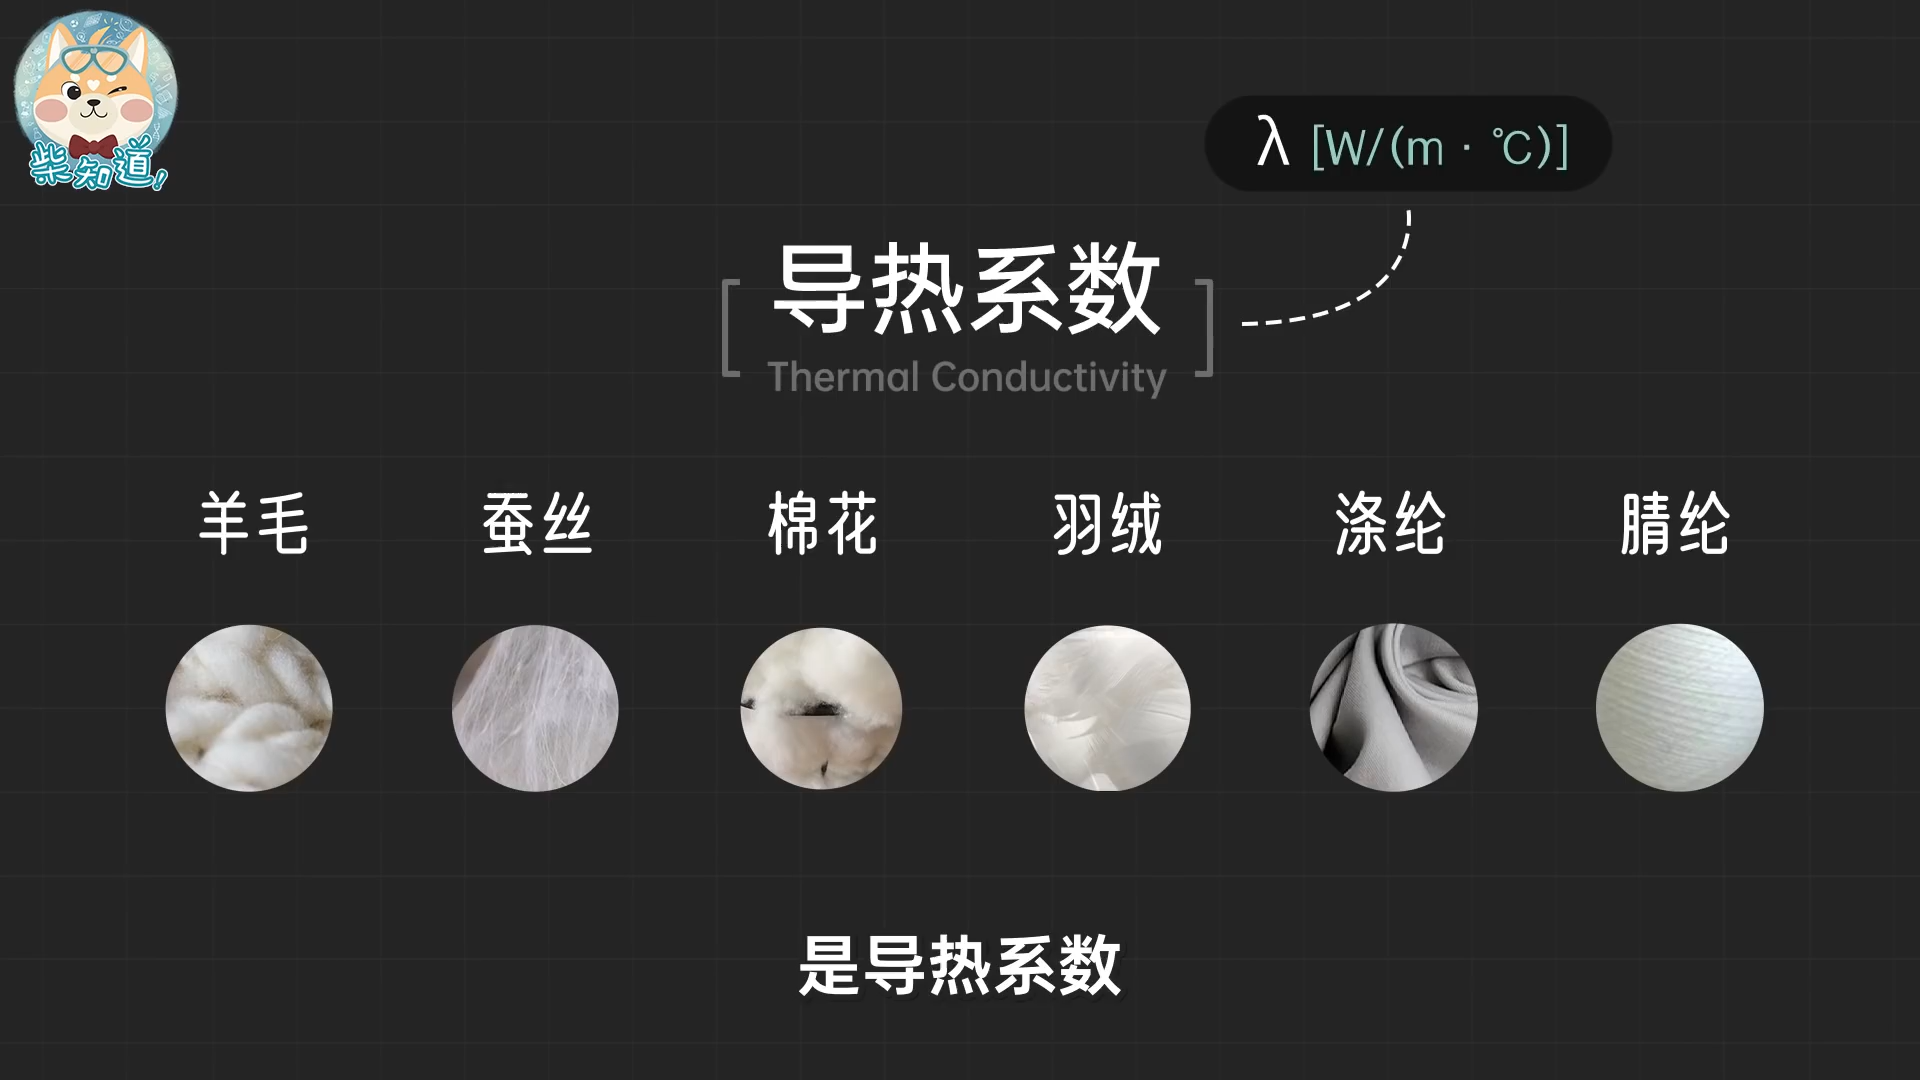 柴知道!
λ [W/(m · ℃)]
导热系数
Thermal Conductivity
羊毛 蚕丝 棉花 羽绒 涤纶 腈纶
是导热系数